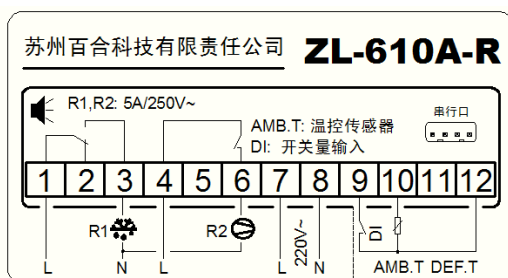 苏州百合科技有限责任公司 ZL-610A-R
R1,R2: 5A/250V~
串行口
AMB.T: 温控传感器
DI: 开关量输入
1 2 3 4 5 6 7 8 9 10 11 12
R1 R2 220V~ DI
L N L L N AMB.T DEF.T